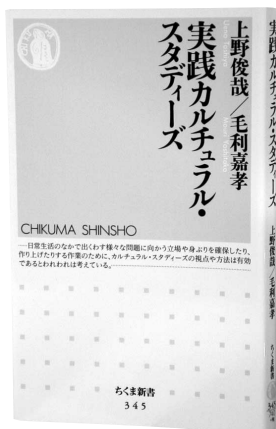 上野俊哉／毛利嘉孝
実践カルチュラル・
スタディーズ
CHIKUMA SHINSHO
―日常生活のなかで出くわす様々な問題に向かう立場や身ぶりを確保したり、
作り上げたりする作業のために、カルチュラル・スタディーズの視点や方法は有効
であるとわれわれは考えている。
ちくま新書
345
実践カルチュラル・スタディーズ
上野俊哉 毛利嘉孝
ちくま新書
345